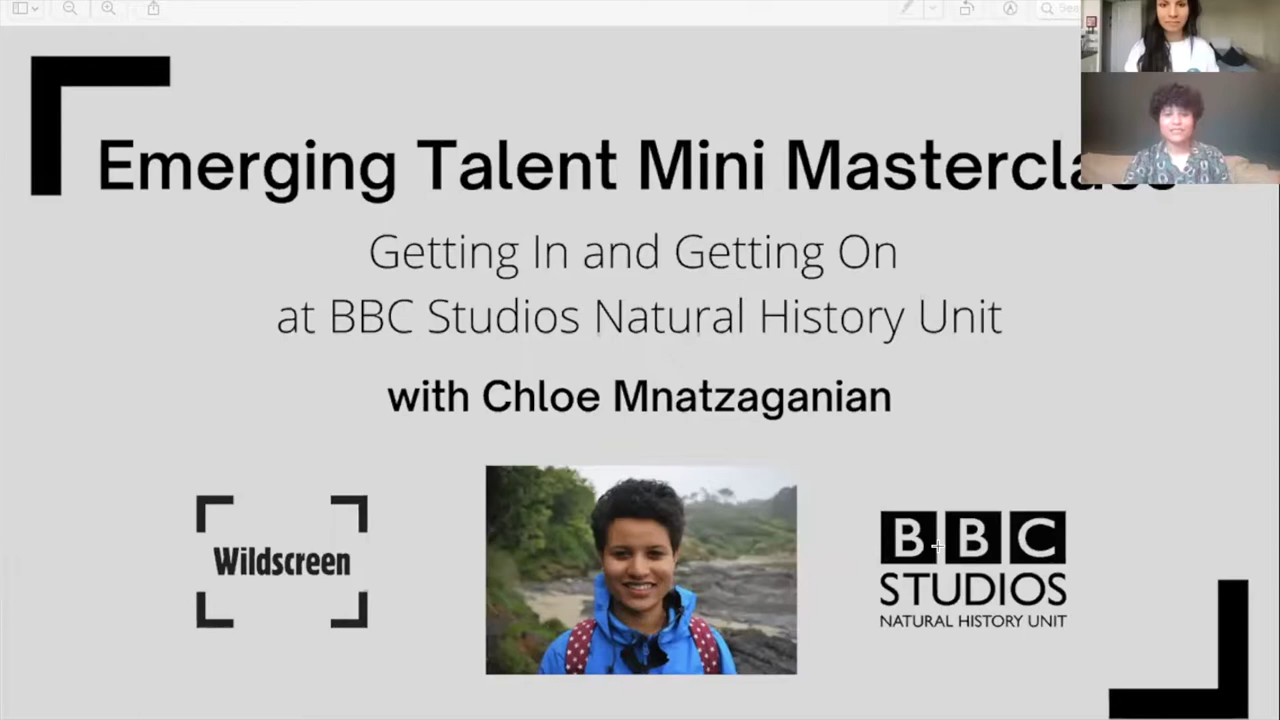 Emerging Talent Mini Masterclass
Getting In and Getting On
at BBC Studios Natural History Unit
with Chloe Mnatzaganian
Wildscreen
BBC
STUDIOS
NATURAL HISTORY UNIT